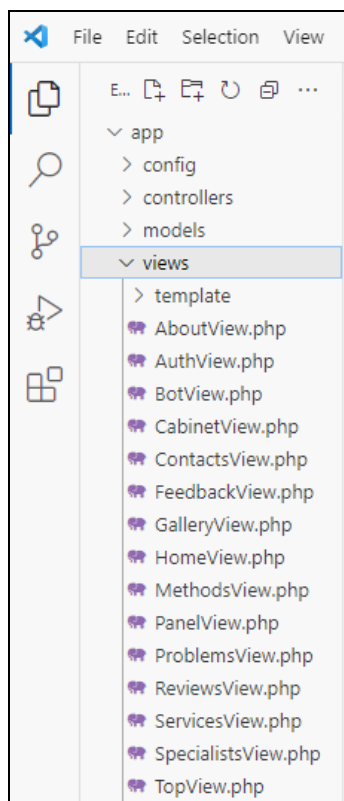 File Edit Selection View
E... ...
app
config
controllers
models
views
template
AboutView.php
AuthView.php
BotView.php
CabinetView.php
ContactsView.php
FeedbackView.php
GalleryView.php
HomeView.php
MethodsView.php
PanelView.php
ProblemsView.php
ReviewsView.php
ServicesView.php
SpecialistsView.php
TopView.php